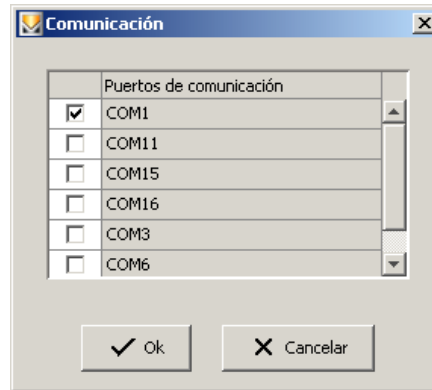 Comunicación
Puertos de comunicación
COM1
COM11
COM15
COM16
COM3
COM6
Ok
Cancelar